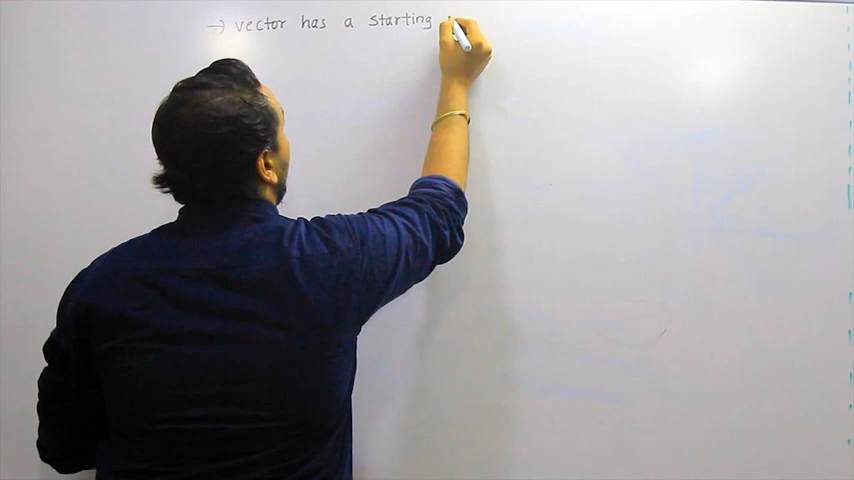 → vector has a starting